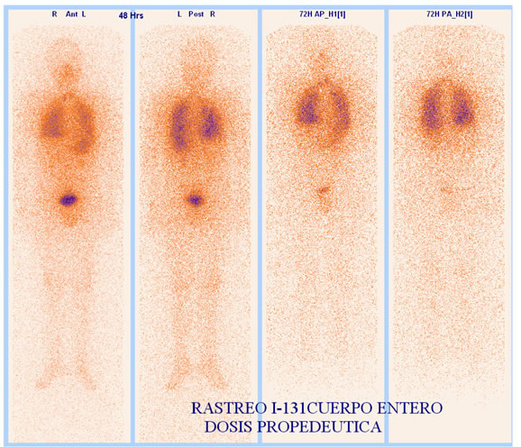 R Ant L 48 Hrs L Post R 72H AP_H1[1] 72H PA_H2[1]
RASTREO I-131CUERPO ENTERO
DOSIS PROPEDEUTICA